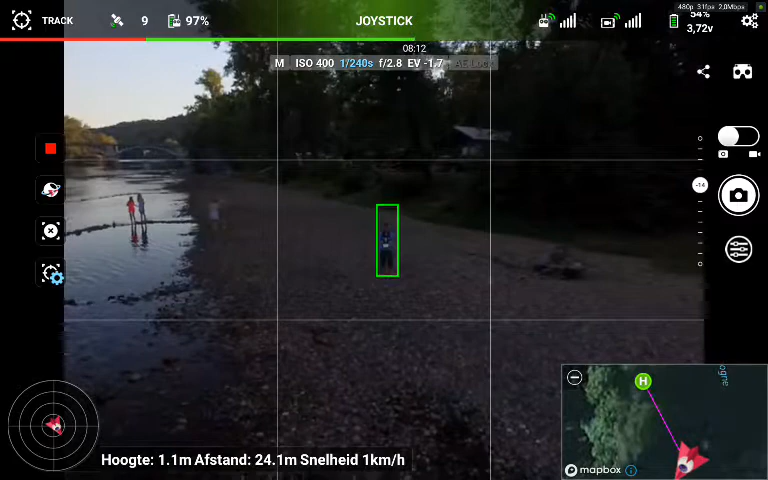 480p 31fps 2,0Mbps
TRACK 9 97% JOYSTICK 54%
3,72v
08:12
M ISO 400 1/240s f/2.8 EV -1.7 AE Lock
-14
H
ogne
Hoogte: 1.1m Afstand: 24.1m Snelheid 1km/h
mapbox